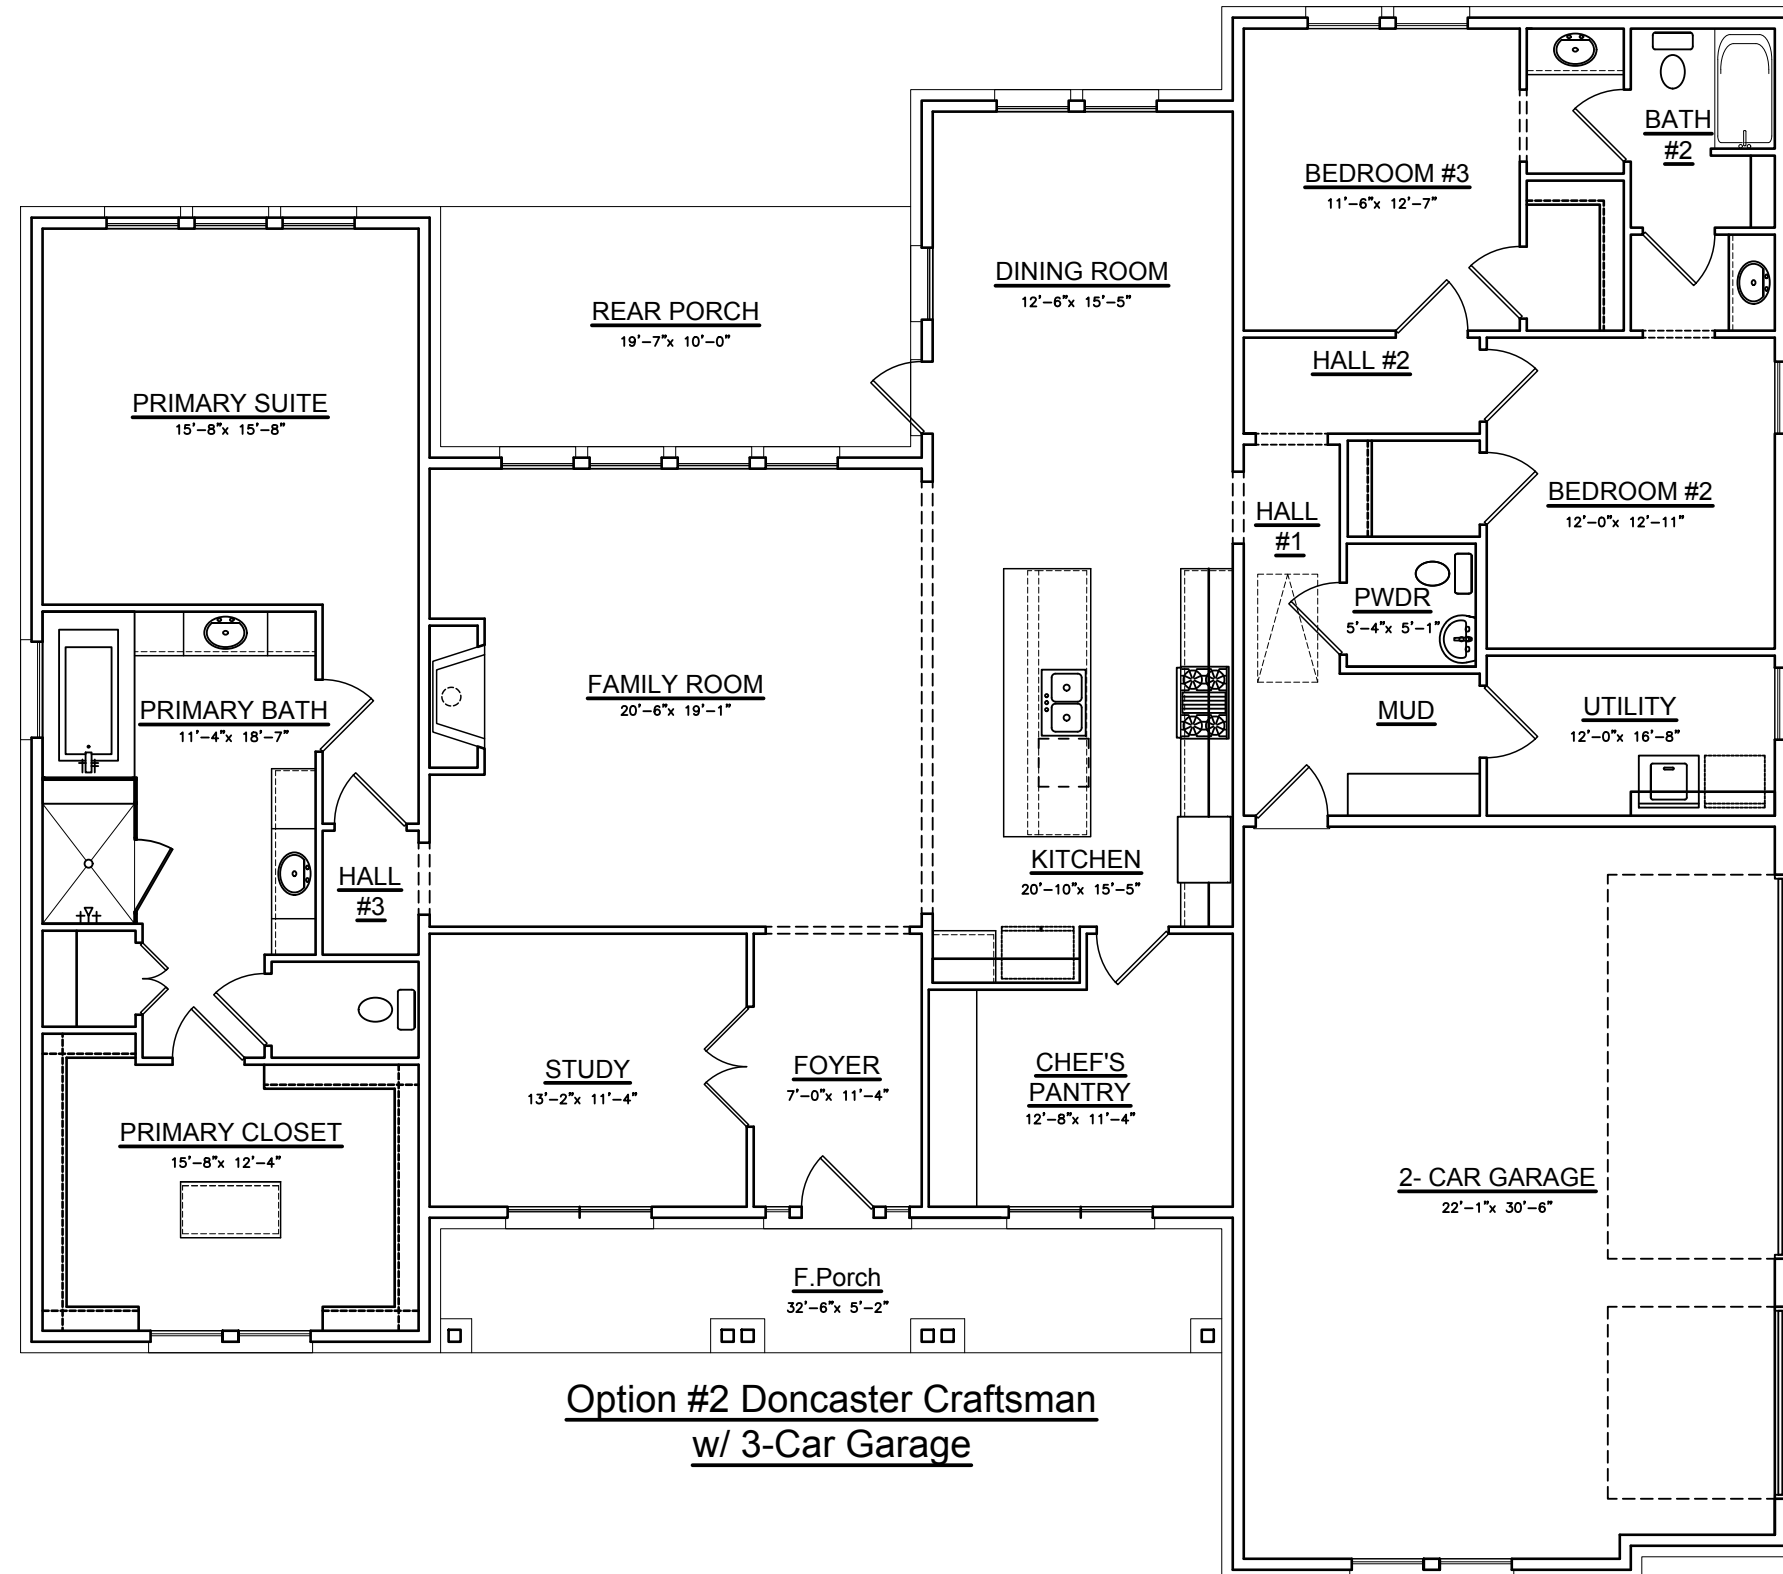 BATH
#2
BEDROOM #3
11'-6"x 12'-7"
DINING ROOM
12'-6"x 15'-5"
REAR PORCH
19'-7"x 10'-0"
HALL #2
PRIMARY SUITE
15'-8"x 15'-8"
BEDROOM #2
12'-0"x 12'-11"
HALL
#1
PWDR
5'-4"x 5'-1"
FAMILY ROOM
20'-6"x 19'-1"
PRIMARY BATH
11'-4"x 18'-7"
MUD
UTILITY
12'-0"x 16'-8"
KITCHEN
20'-10"x 15'-5"
HALL
#3
STUDY
13'-2"x 11'-4"
FOYER
7'-0"x 11'-4"
CHEF'S
PANTRY
12'-8"x 11'-4"
PRIMARY CLOSET
15'-8"x 12'-4"
2- CAR GARAGE
22'-1"x 30'-6"
F.Porch
32'-6"x 5'-2"
Option #2 Doncaster Craftsman
w/ 3-Car Garage